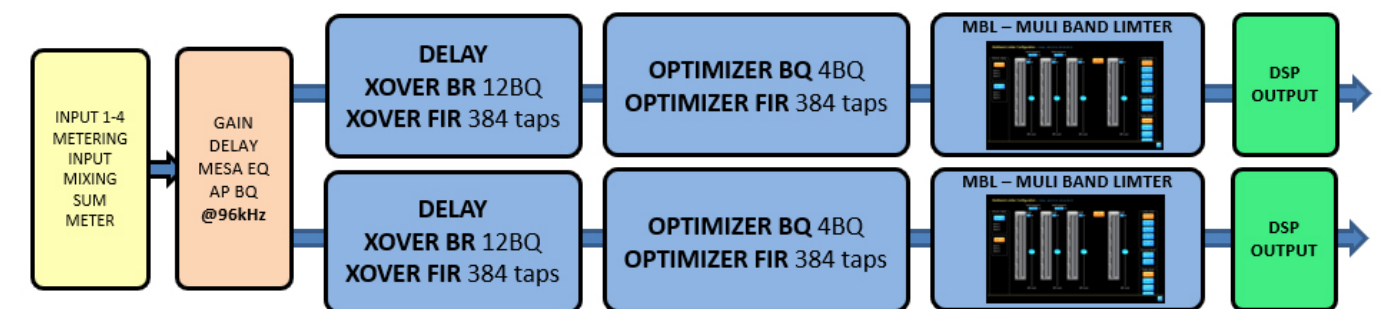 INPUT 1-4
METERING
INPUT
MIXING
SUM
METER
GAIN
DELAY
MESA EQ
AP BQ
@96kHz
DELAY
XOVER BR 12BQ
XOVER FIR 384 taps
OPTIMIZER BQ 4BQ
OPTIMIZER FIR 384 taps
MBL – MULI BAND LIMTER
DSP
OUTPUT
DELAY
XOVER BR 12BQ
XOVER FIR 384 taps
OPTIMIZER BQ 4BQ
OPTIMIZER FIR 384 taps
MBL – MULI BAND LIMTER
DSP
OUTPUT